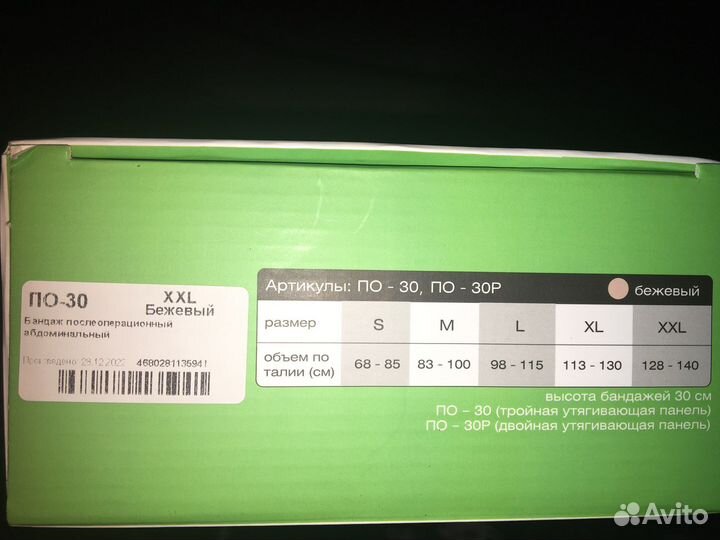 ПО-30 XXL
Бежевый
Бандаж послеоперационный
абдоминальный
Произведено: 28.12.2022 4680281135941
Артикулы: ПО - 30, ПО - 30Р бежевый
размер S M L XL XXL
объем по талии (см) 68 - 85 83 - 100 98 - 115 113 - 130 128 - 140
высота бандажей 30 см
ПО – 30 (тройная утягивающая панель)
ПО – 30Р (двойная утягивающая панель)
Avito